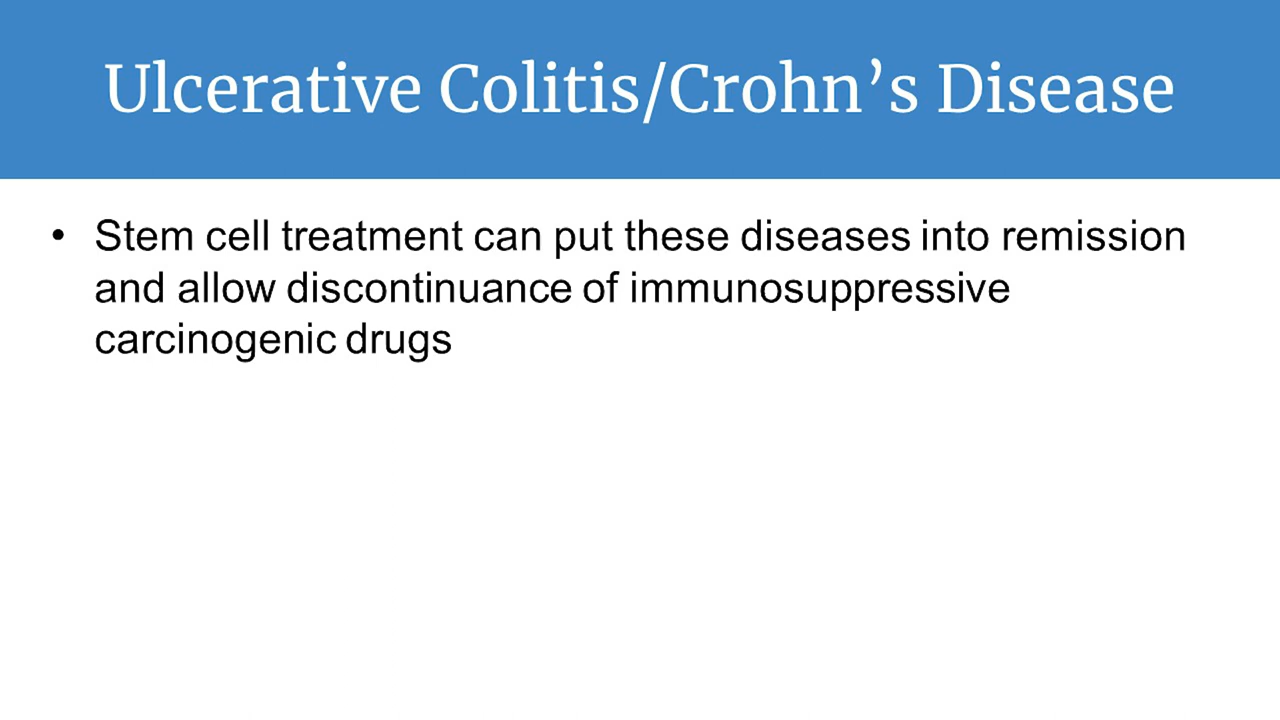 Ulcerative Colitis/Crohn’s Disease
• Stem cell treatment can put these diseases into remission
and allow discontinuance of immunosuppressive
carcinogenic drugs